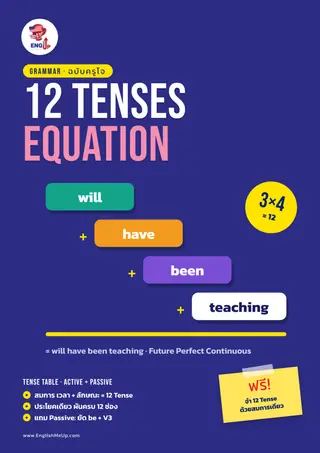 ENG
GRAMMAR · ฉบับครูโจ
12 TENSES
EQUATION
will
+ have
+ been
+ teaching
3×4
= 12
= will have been teaching · Future Perfect Continuous
TENSE TABLE · ACTIVE + PASSIVE
สมการ เวลา + ลักษณะ = 12 Tense
ประโยคเดียว ผันครบ 12 ช่อง
แถม Passive: ยัด be + V3
ฟรี!
จำ 12 Tense
ด้วยสมการเดียว
www.EnglishMeUp.com